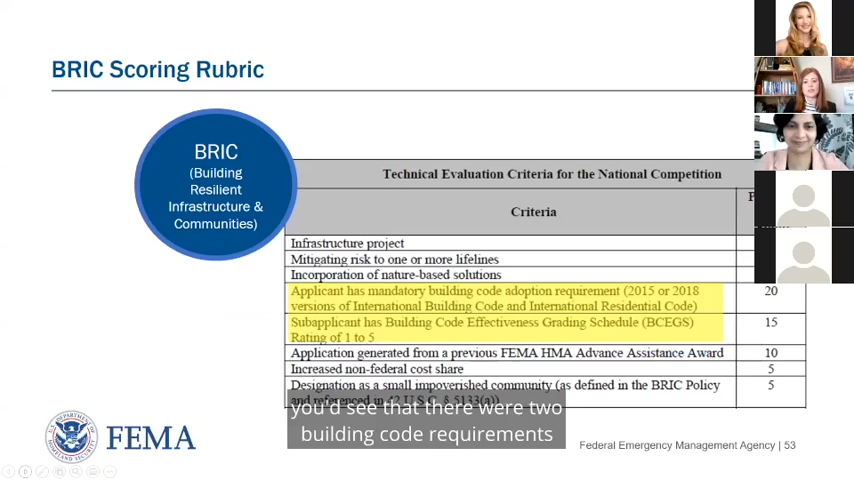 BRIC Scoring Rubric
BRIC
(Building
Resilient
Infrastructure &
Communities)
Technical Evaluation Criteria for the National Competition
Criteria
P
Infrastructure project
Mitigating risk to one or more lifelines
Incorporation of nature-based solutions
Applicant has mandatory building code adoption requirement (2015 or 2018
versions of International Building Code and International Residential Code)
20
Subapplicant has Building Code Effectiveness Grading Schedule (BCEGS)
Rating of 1 to 5
15
Application generated from a previous FEMA HMA Advance Assistance Award
10
Increased non-federal cost share
5
Designation as a small impoverished community (as defined in the BRIC Policy
and referenced in 42 U.S.C. § 5133(a))
5
you'd see that there were two
building code requirements
FEMA
Federal Emergency Management Agency | 53